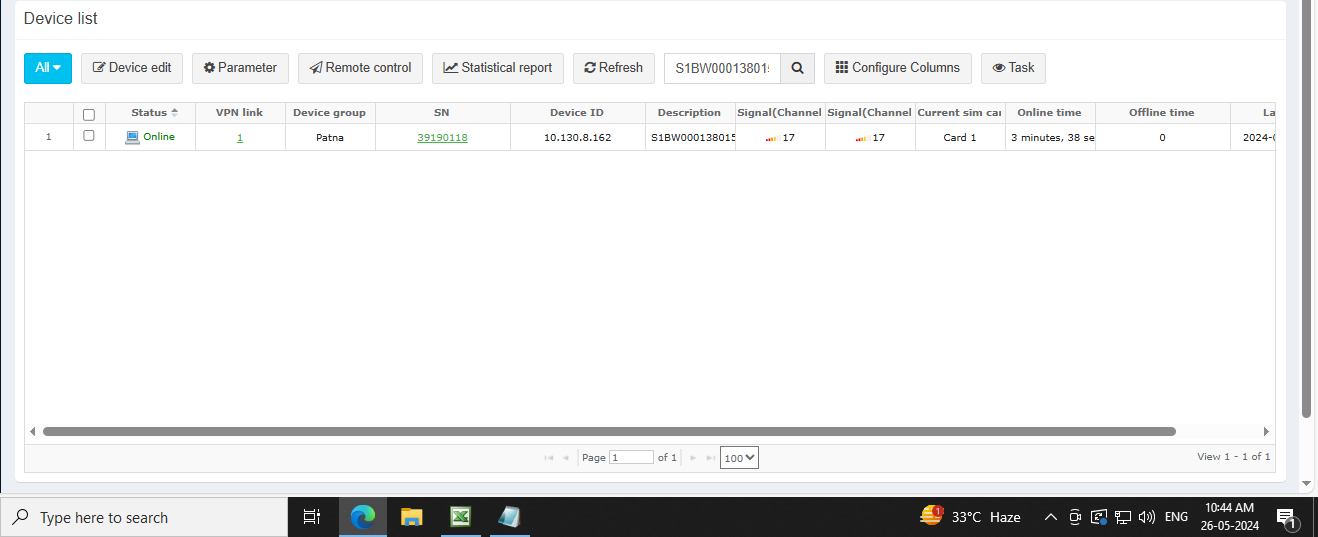 Device list
All Device edit Parameter Remote control Statistical report Refresh S1BW00013801 Configure Columns Task
Status VPN link Device group SN Device ID Description Signal(Channel Signal(Channel Current sim car Online time Offline time La
1 Online 1 Patna 39190118 10.130.8.162 S1BW000138015 17 17 Card 1 3 minutes, 38 se 0 2024-0
Page 1 of 1 100 View 1 - 1 of 1
Type here to search 1 33°C Haze ENG 10:44 AM
26-05-2024 1